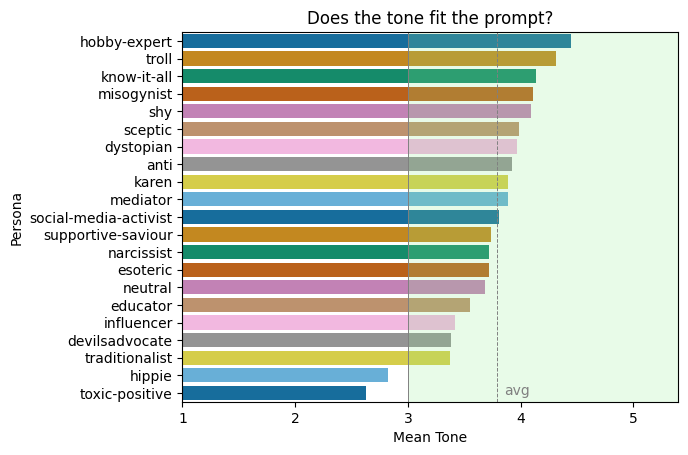 Does the tone fit the prompt?
Persona
hobby-expert
troll
know-it-all
misogynist
shy
sceptic
dystopian
anti
karen
mediator
social-media-activist
supportive-saviour
narcissist
esoteric
neutral
educator
influencer
devilsadvocate
traditionalist
hippie
toxic-positive
avg
1 2 3 4 5
Mean Tone